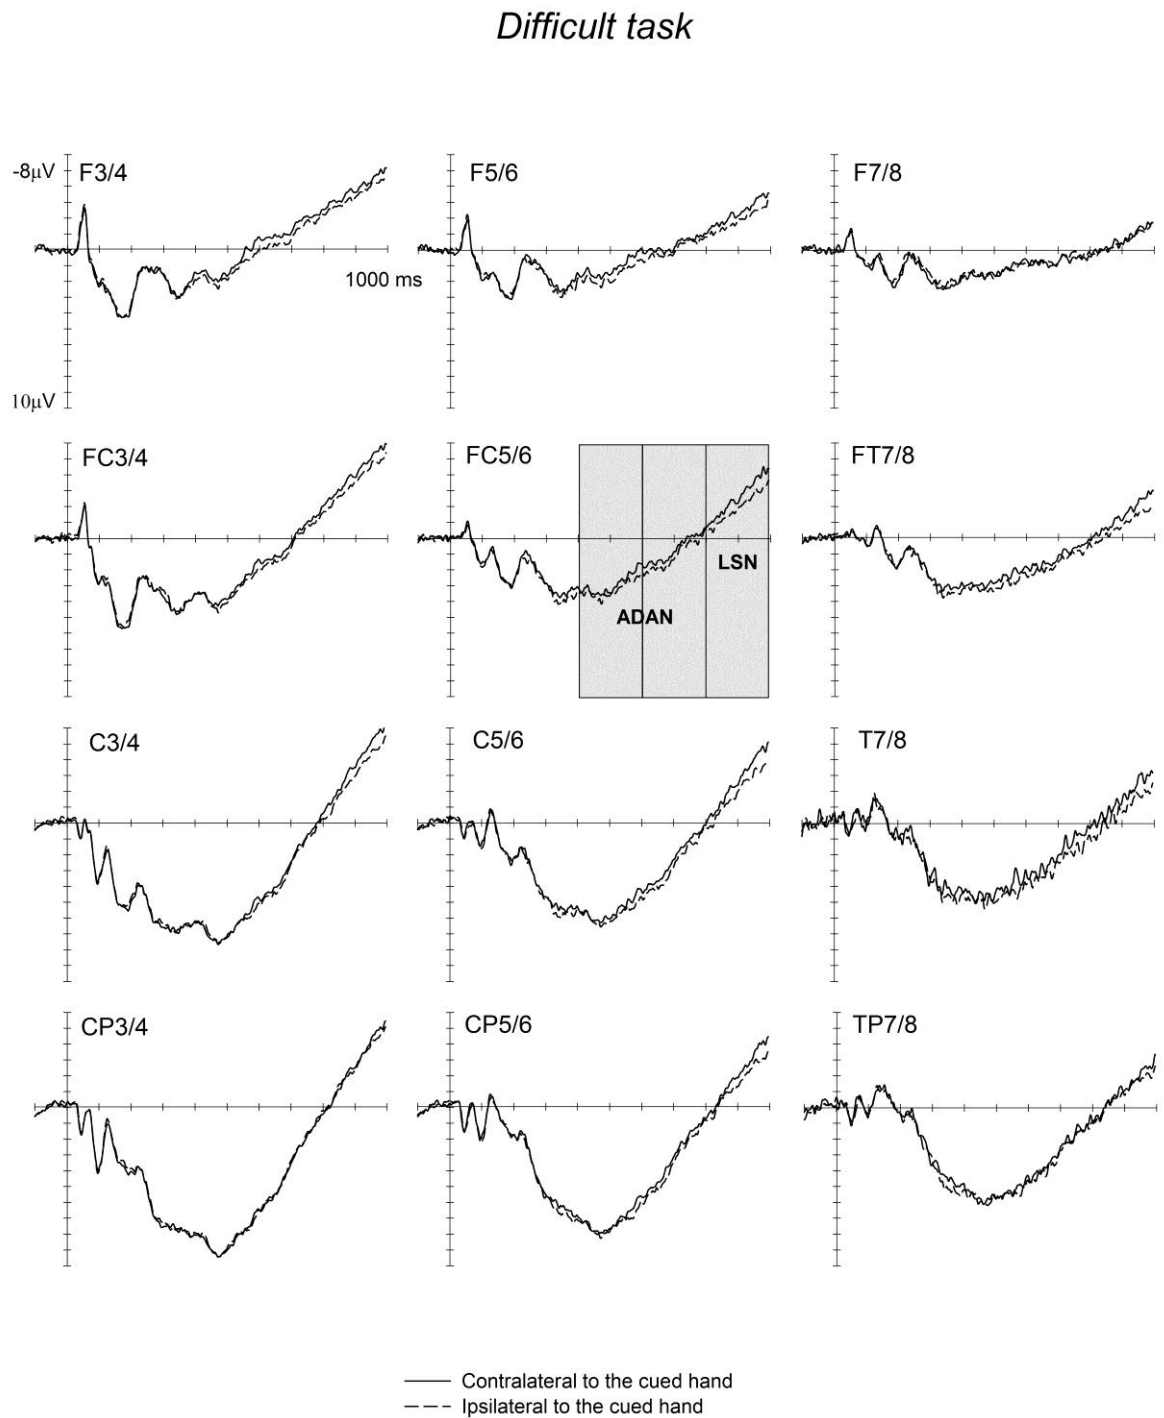 Difficult task
-8μV
F3/4
F5/6
F7/8
1000 ms
10μV
FC3/4
FC5/6
FT7/8
LSN
ADAN
C3/4
C5/6
T7/8
CP3/4
CP5/6
TP7/8
Contralateral to the cued hand
Ipsilateral to the cued hand